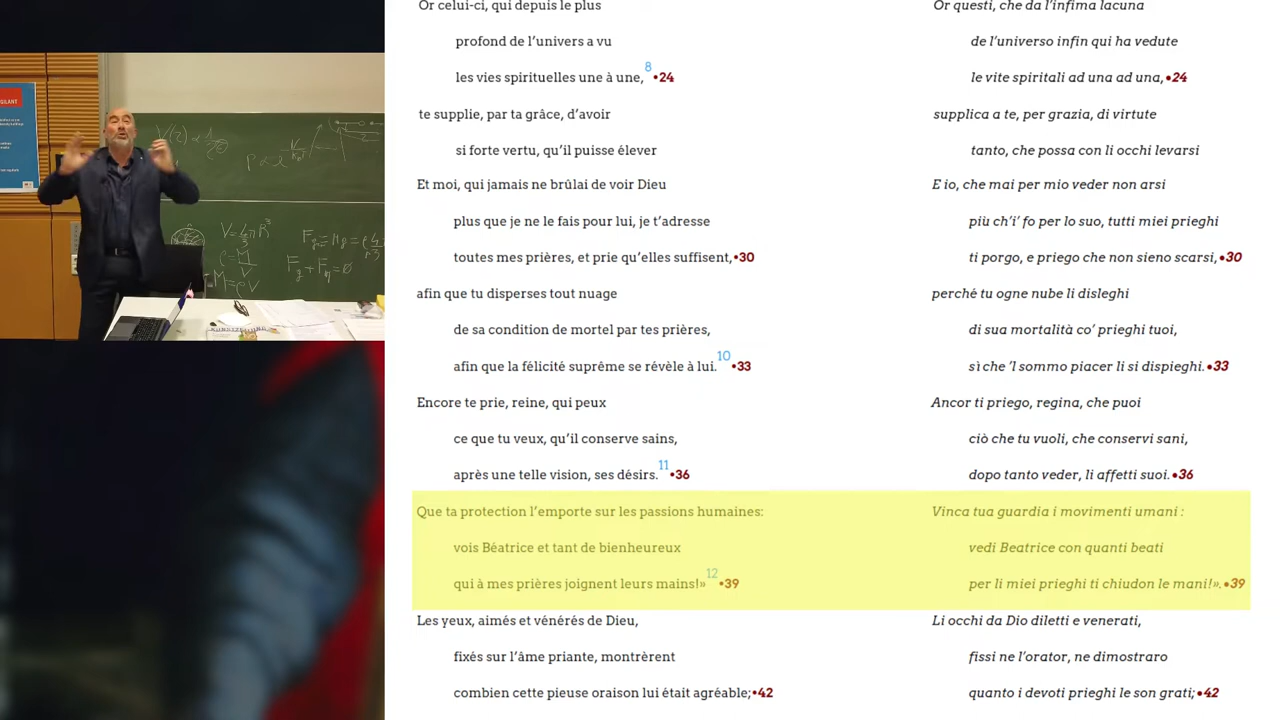 Or celui-ci, qui depuis le plus
profond de l’univers a vu
les vies spirituelles une à une, 8 •24
te supplie, par ta grâce, d’avoir
si forte vertu, qu’il puisse élever
Et moi, qui jamais ne brûlai de voir Dieu
plus que je ne le fais pour lui, je t’adresse
toutes mes prières, et prie qu’elles suffisent, •30
afin que tu disperses tout nuage
de sa condition de mortel par tes prières,
afin que la félicité suprême se révèle à lui. 10 •33
Encore te prie, reine, qui peux
ce que tu veux, qu’il conserve sains,
après une telle vision, ses désirs. 11 •36
Que ta protection l’emporte sur les passions humaines:
vois Béatrice et tant de bienheureux
qui à mes prières joignent leurs mains!» 12 •39
Les yeux, aimés et vénérés de Dieu,
fixés sur l’âme priante, montrèrent
combien cette pieuse oraison lui était agréable; •42
Or questi, che da l’infima lacuna
de l’universo infin qui ha vedute
le vite spiritali ad una ad una, •24
supplica a te, per grazia, di virtute
tanto, che possa con li occhi levarsi
E io, che mai per mio veder non arsi
più ch’i’ fo per lo suo, tutti miei prieghi
ti porgo, e priego che non sieno scarsi, •30
perché tu ogne nube li disleghi
di sua mortalità co’ prieghi tuoi,
sì che ’l sommo piacer li si dispieghi. •33
Ancor ti priego, regina, che puoi
ciò che tu vuoli, che conservi sani,
dopo tanto veder, li affetti suoi. •36
Vinca tua guardia i movimenti umani :
vedi Beatrice con quanti beati
per li miei prieghi ti chiudon le mani!». •39
Li occhi da Dio diletti e venerati,
fissi ne l’orator, ne dimostraro
quanto i devoti prieghi le son grati; •42